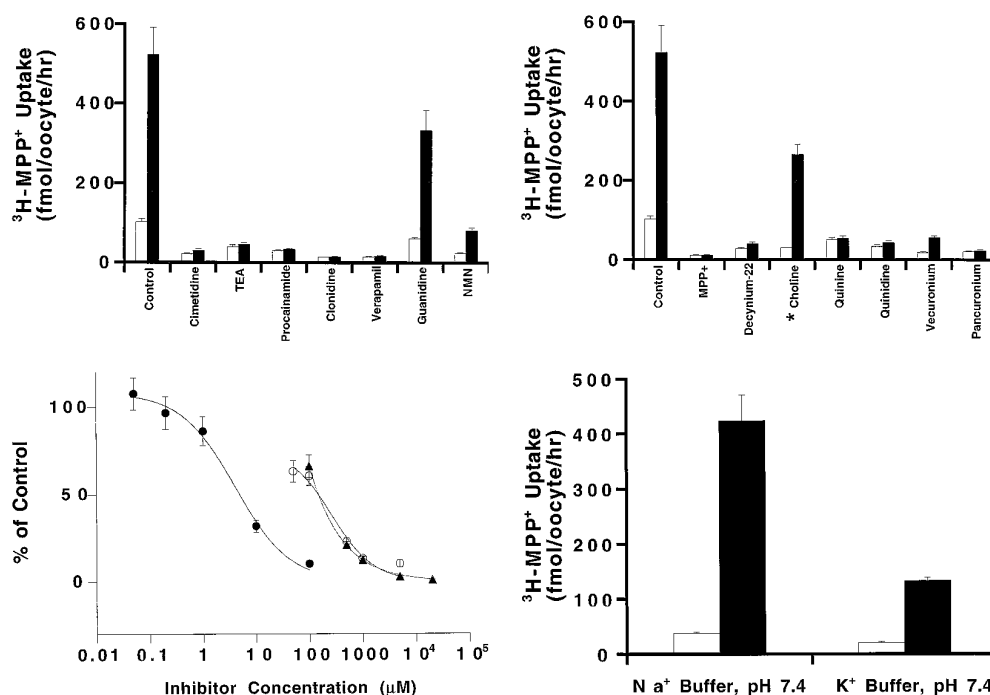 600
400
200
0
³H-MPP⁺ Uptake
(fmol/oocyte/hr)
Control
Cimetidine
TEA
Procainamide
Clonidine
Verapamil
Guanidine
NMN
600
400
200
0
³H-MPP⁺ Uptake
(fmol/oocyte/hr)
Control
MPP+
Decynium-22
* Choline
Quinine
Quinidine
Vecuronium
Pancuronium
100
50
0
% of Control
0.01 0.1 1 10 100 1000 10⁴ 10⁵
Inhibitor Concentration (μM)
500
400
300
200
100
0
³H-MPP⁺ Uptake
(fmol/oocyte/hr)
N a⁺ Buffer, pH 7.4 K⁺ Buffer, pH 7.4